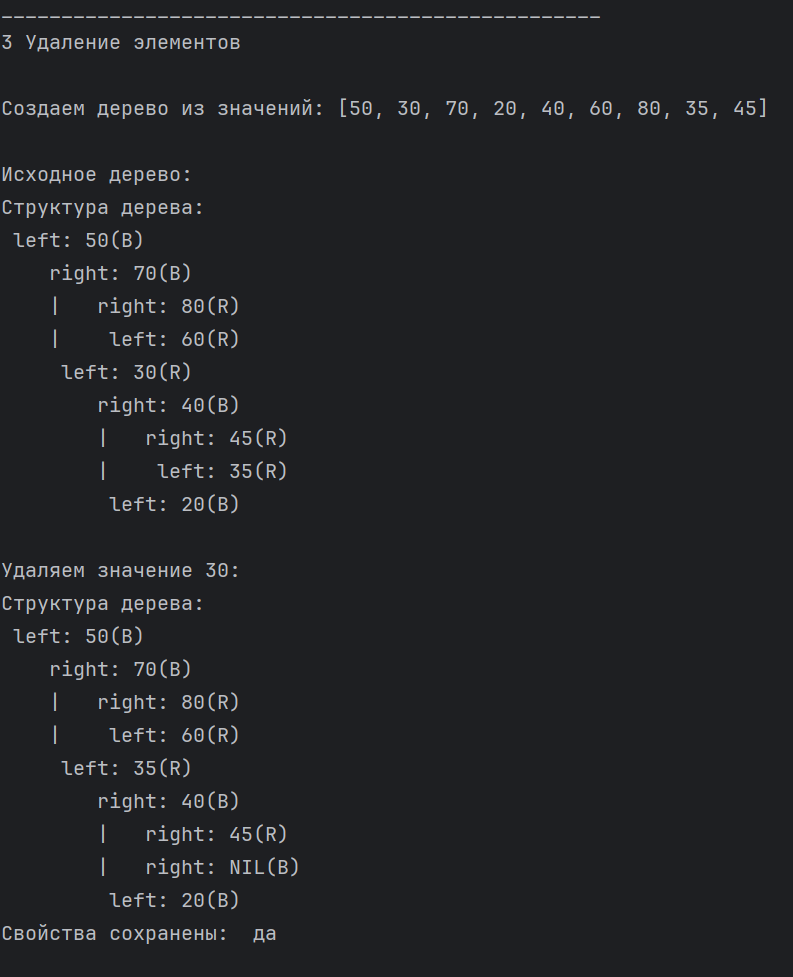 --------------------------------------------------
3 Удаление элементов
Создаем дерево из значений: [50, 30, 70, 20, 40, 60, 80, 35, 45]
Исходное дерево:
Структура дерева:
 left: 50(B)
    right: 70(B)
    |   right: 80(R)
    |    left: 60(R)
     left: 30(R)
        right: 40(B)
        |   right: 45(R)
        |    left: 35(R)
         left: 20(B)
Удаляем значение 30:
Структура дерева:
 left: 50(B)
    right: 70(B)
    |   right: 80(R)
    |    left: 60(R)
     left: 35(R)
        right: 40(B)
        |   right: 45(R)
        |   right: NIL(B)
         left: 20(B)
Свойства сохранены:  да